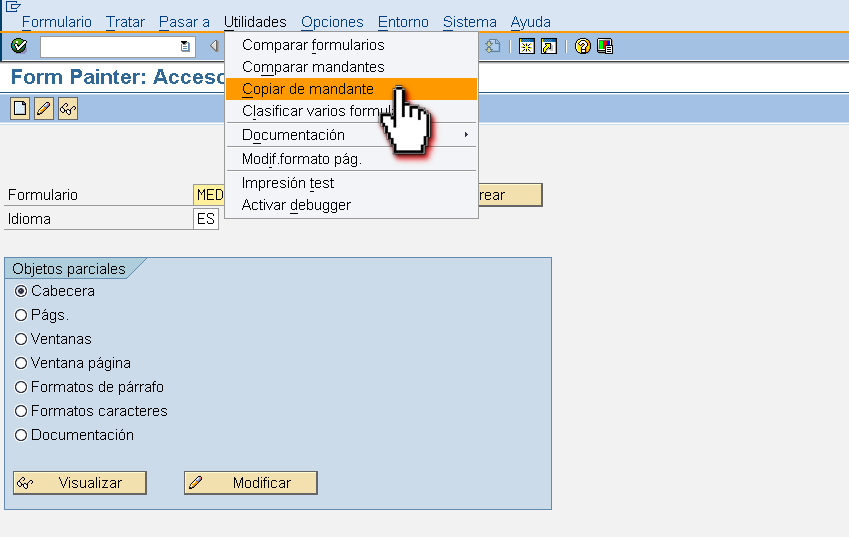 Formulario Tratar Pasar a Utilidades Opciones Entorno Sistema Ayuda
Comparar formularios
Comparar mandantes
Form Painter: Acceso
Copiar de mandante
Clasificar varios formul
Documentación
Modif.formato pág.
Impresión test
Activar debugger
Formulario MED rear
Idioma ES
Objetos parciales
Cabecera
Págs.
Ventanas
Ventana página
Formatos de párrafo
Formatos caracteres
Documentación
Visualizar Modificar